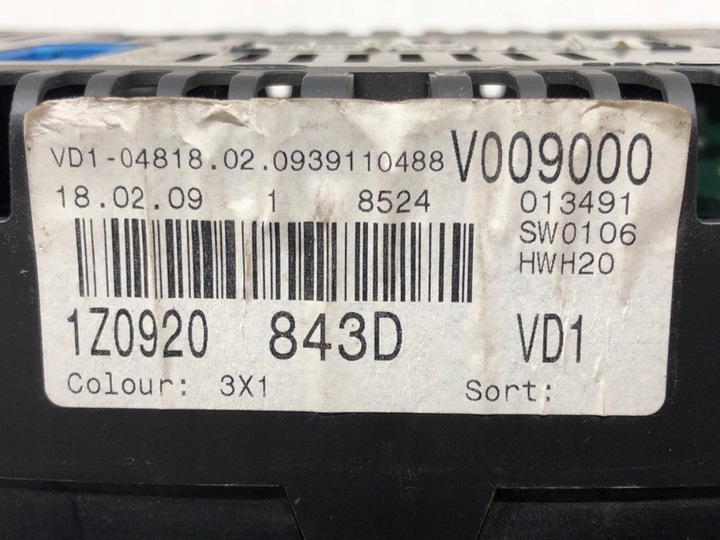 VD1-04818.02.0939110488 V009000
18.02.09 1 8524 013491
SW0106
HWH20
1Z0920 843D VD1
Colour: 3X1 Sort: